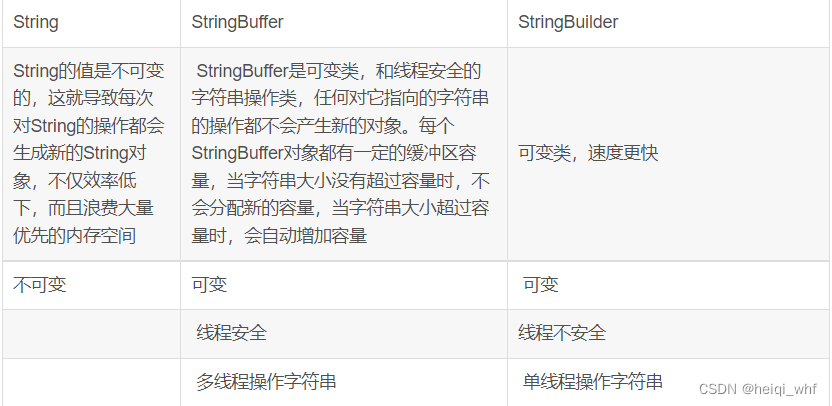 String
StringBuffer
StringBuilder
String的值是不可变
的，这就导致每次
对String的操作都会
生成新的String对
象，不仅效率低
下，而且浪费大量
优先的内存空间
StringBuffer是可变类，和线程安全的
字符串操作类，任何对它指向的字符串
的操作都不会产生新的对象。每个
StringBuffer对象都有一定的缓冲区容
量，当字符串大小没有超过容量时，不
会分配新的容量，当字符串大小超过容
量时，会自动增加容量
可变类，速度更快
不可变
可变
可变
线程安全
线程不安全
多线程操作字符串
单线程操作字符串
CSDN @heiqi_whf